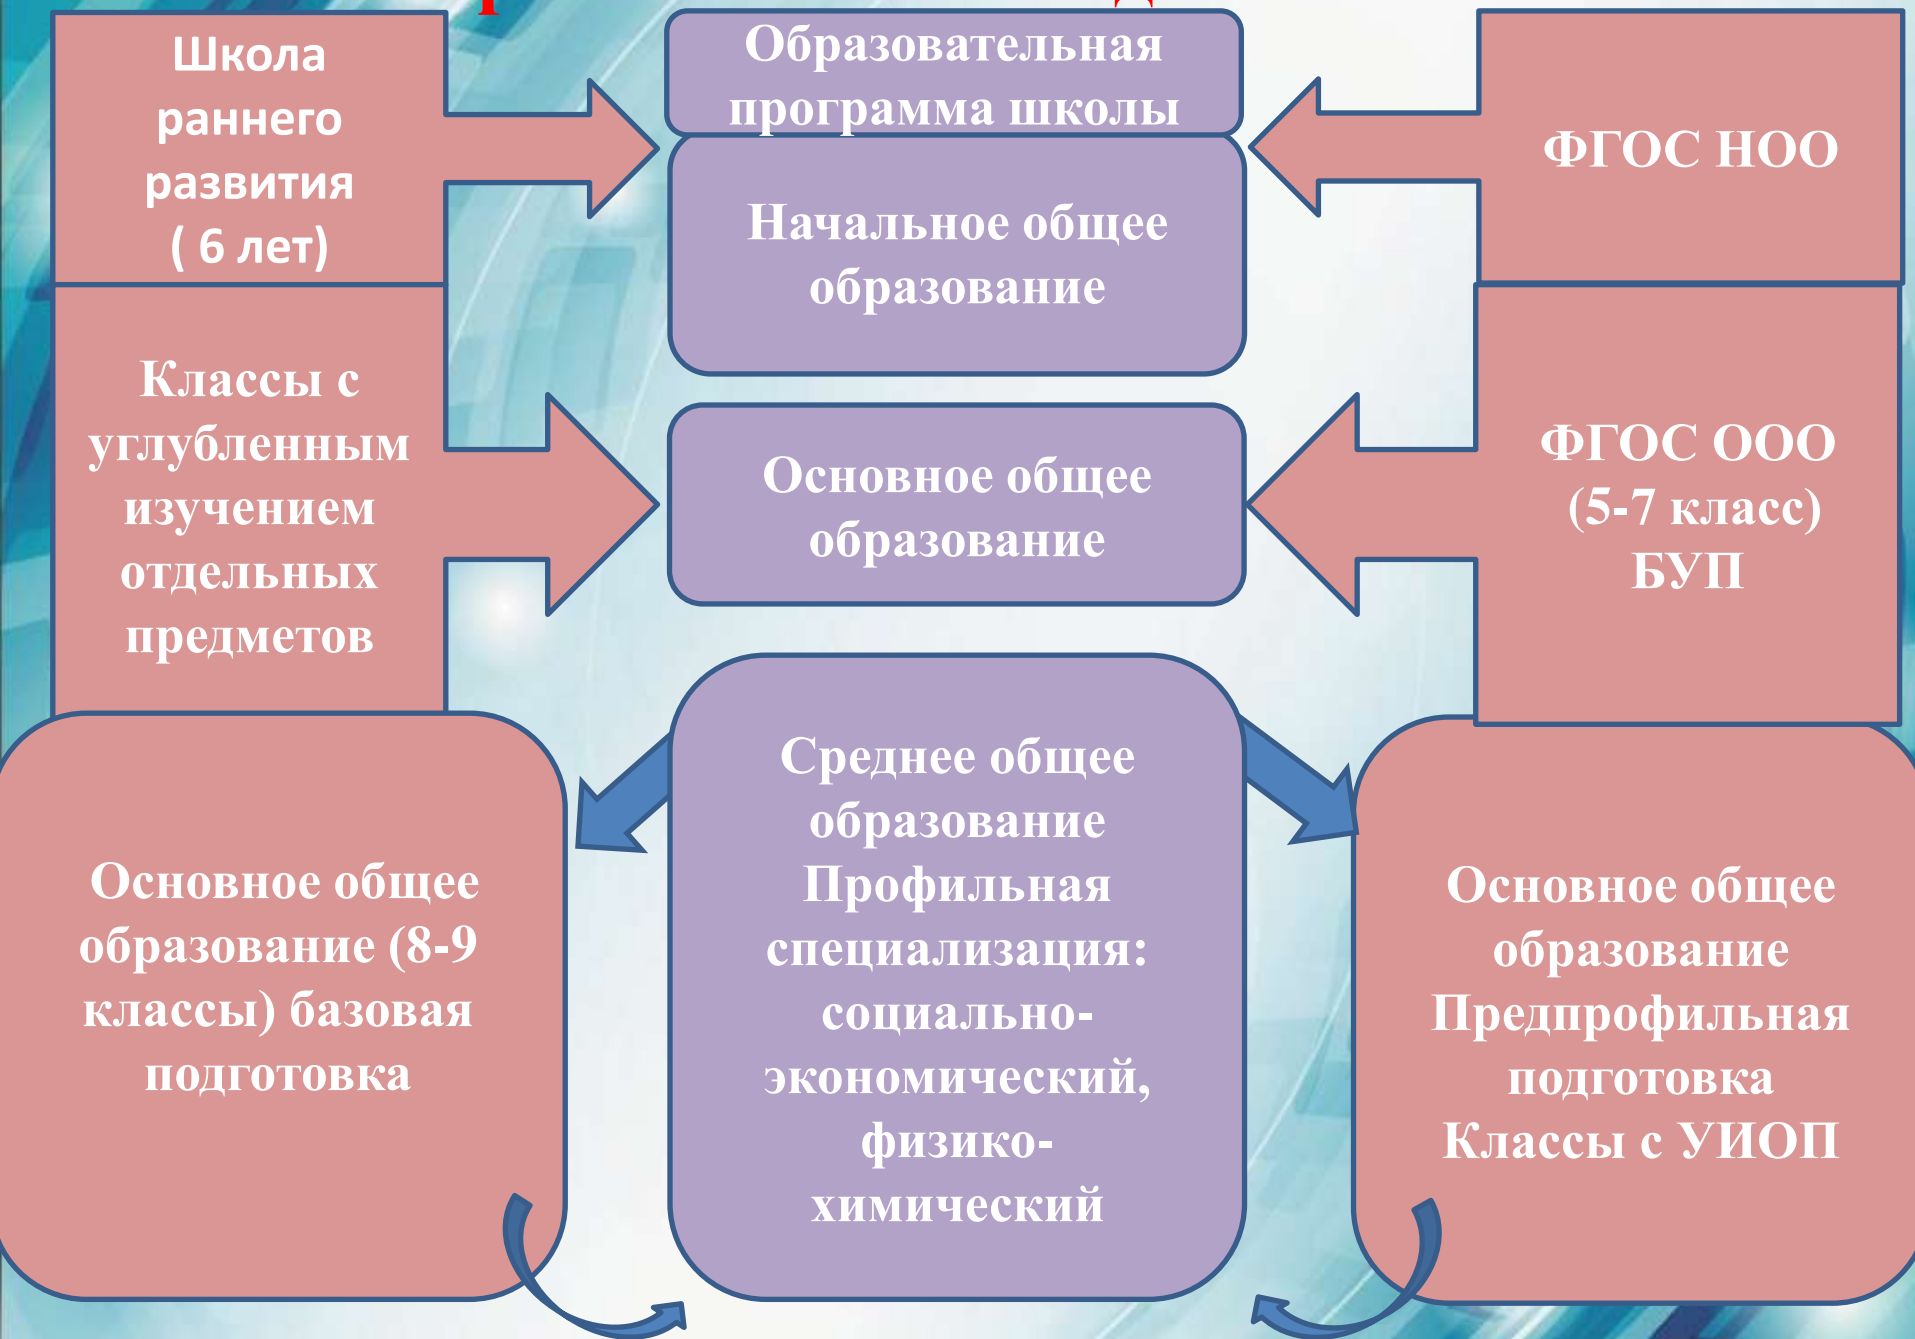 Школа
раннего
развития
( 6 лет)
Образовательная
программа школы
ФГОС НОО
Начальное общее
образование
Классы с
углубленным
изучением
отдельных
предметов
Основное общее
образование
ФГОС ООО
(5-7 класс)
БУП
Основное общее
образование (8-9
классы) базовая
подготовка
Среднее общее
образование
Профильная
специализация:
социально-
экономический,
физико-
химический
Основное общее
образование
Предпрофильная
подготовка
Классы с УИОП